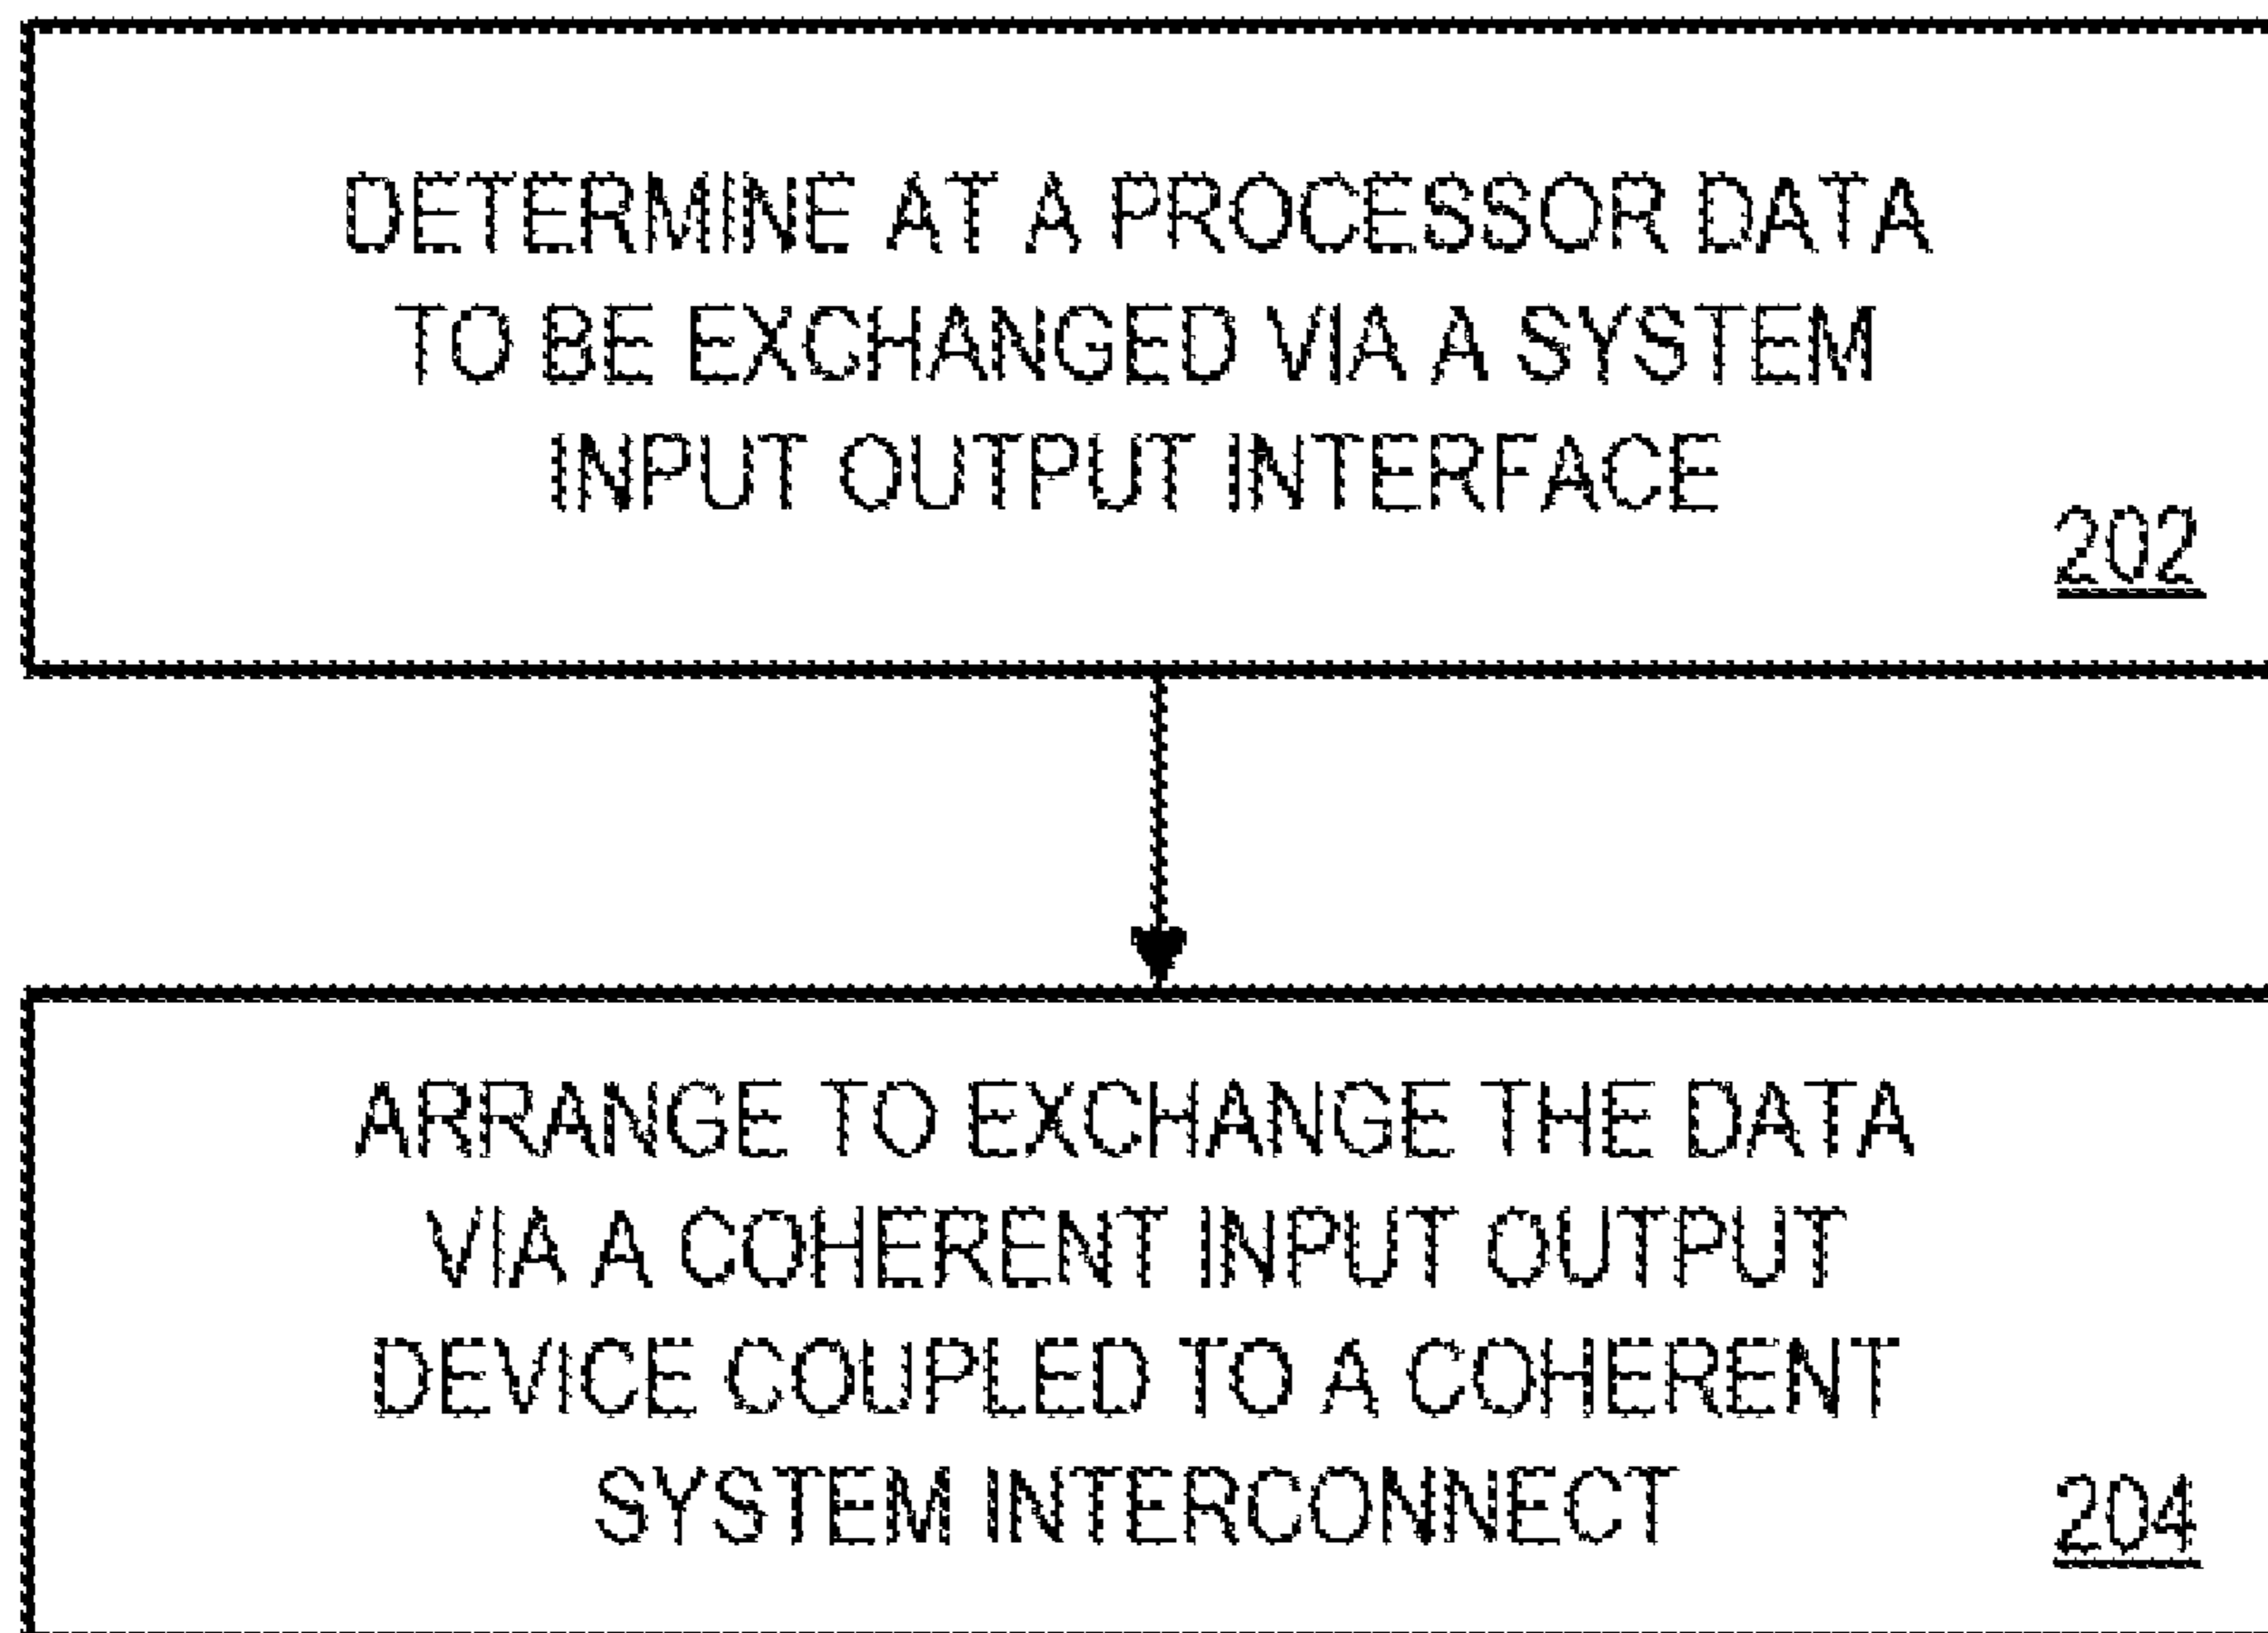 DETERMINE AT A PROCESSOR DATA
TO BE EXCHANGED VIA A SYSTEM
INPUT OUTPUT INTERFACE
202
ARRANGE TO EXCHANGE THE DATA
VIA A COHERENT INPUT OUTPUT
DEVICE COUPLED TO A COHERENT
SYSTEM INTERCONNECT
204